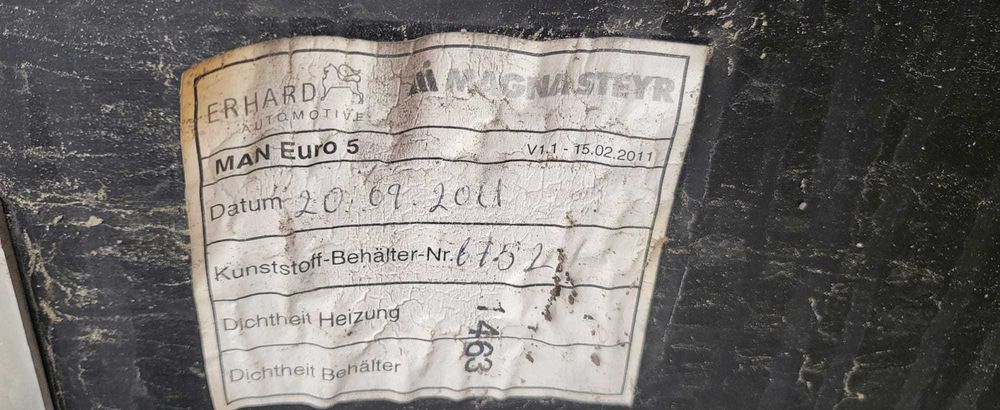 ERHARD MAGNA STEYR
AUTOMOTIVE
MAN Euro 5 V1.1 - 15.02.2011
Datum 20.09.2011
Kunststoff-Behälter-Nr. 6752
Dichtheit Heizung
1463
Dichtheit Behälter